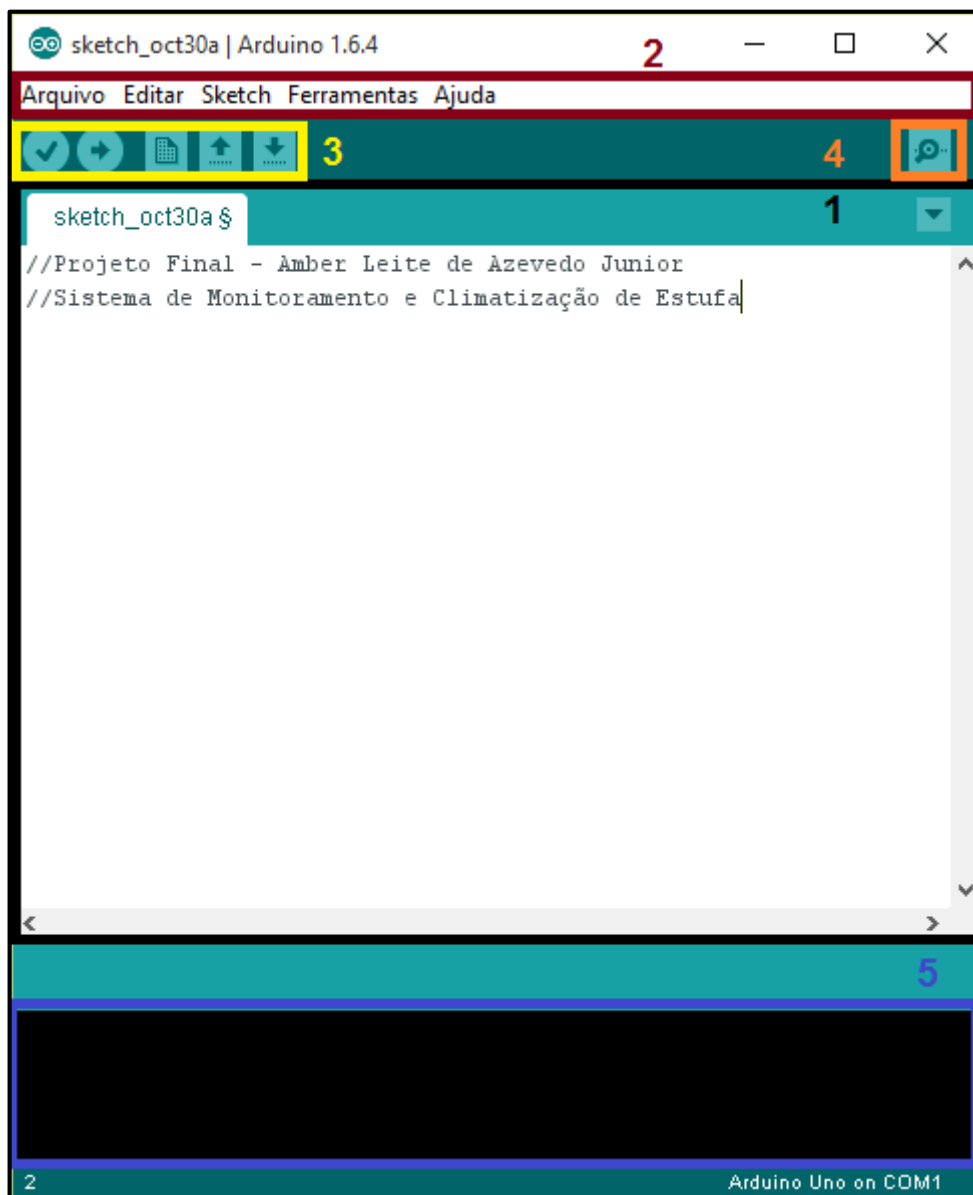 sketch_oct30a | Arduino 1.6.4
2
Arquivo Editar Sketch Ferramentas Ajuda
3
4
1
sketch_oct30a §
//Projeto Final - Amber Leite de Azevedo Junior
//Sistema de Monitoramento e Climatização de Estufa
5
2
Arduino Uno on COM1